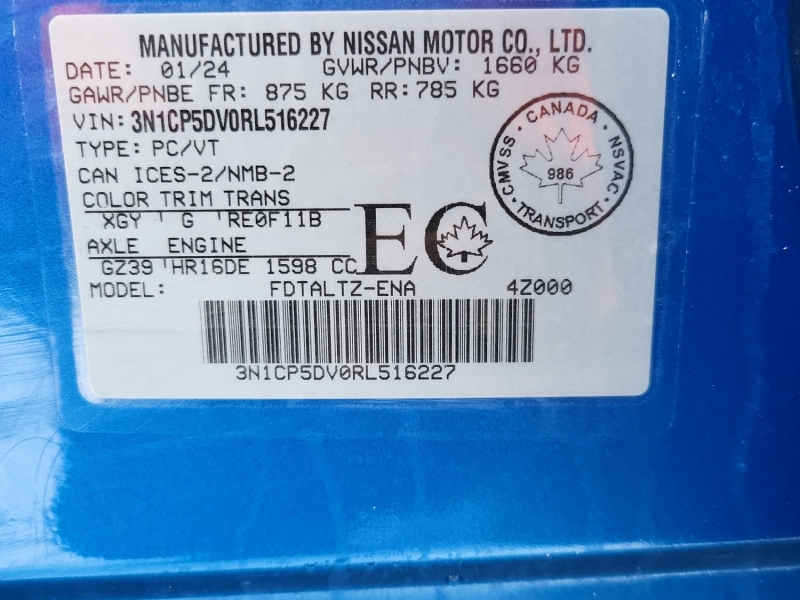 MANUFACTURED BY NISSAN MOTOR CO., LTD.
DATE: 01/24 GVWR/PNBV: 1660 KG
GAWR/PNBE FR: 875 KG RR: 785 KG
VIN: 3N1CP5DV0RL516227
TYPE: PC/VT
CAN ICES-2/NMB-2
COLOR TRIM TRANS
XGY G RE0F11B
AXLE ENGINE
GZ39 HR16DE 1598 CC
EC
CANADA
CMVSS
NSVAC
986
TRANSPORT
MODEL: FDTALTZ-ENA 4Z000
3N1CP5DV0RL516227